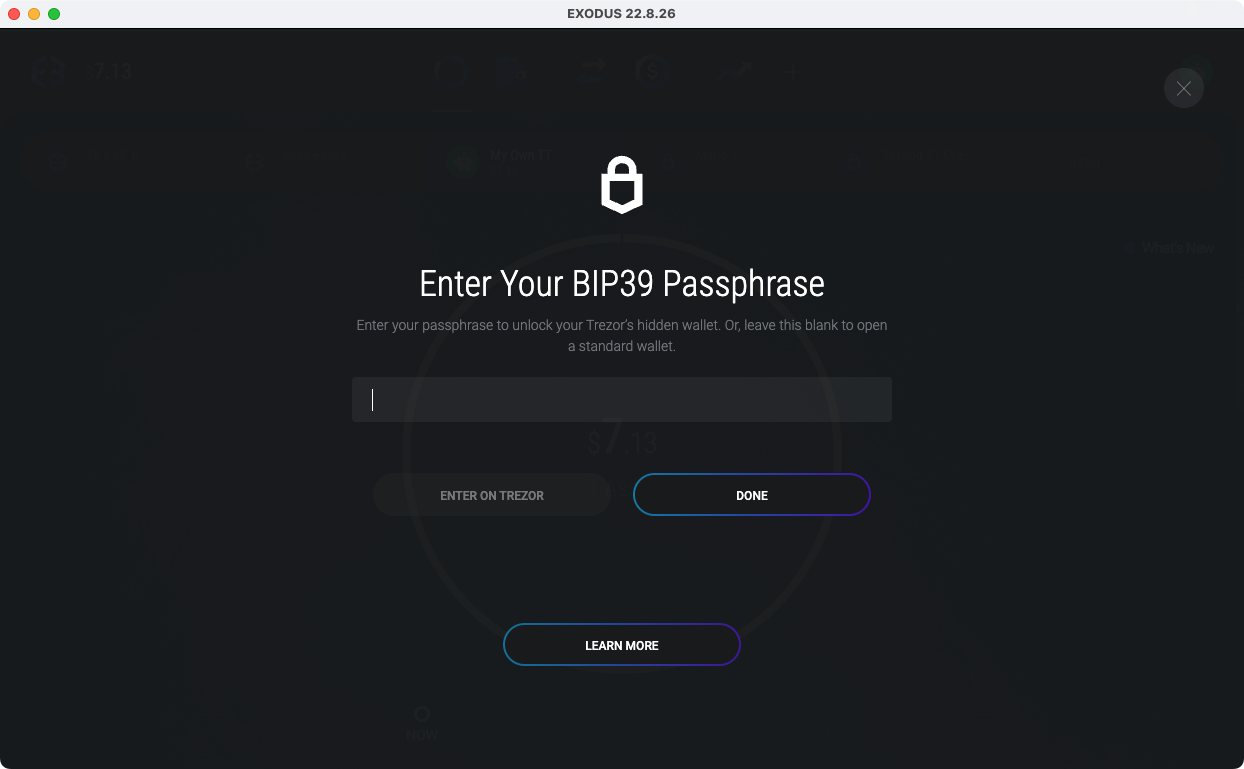 EXODUS 22.8.26
$7.13
My Own TT
What's New
Enter Your BIP39 Passphrase
Enter your passphrase to unlock your Trezor's hidden wallet. Or, leave this blank to open
a standard wallet.
$7.13
ENTER ON TREZOR
DONE
LEARN MORE
NOW